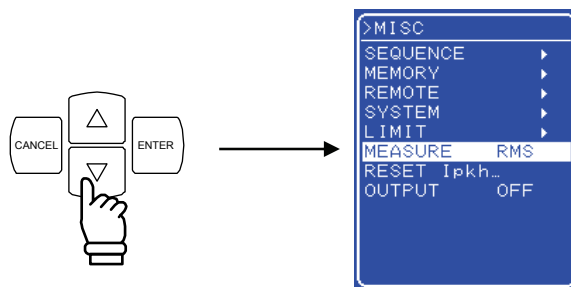 CANCEL
ENTER
>MISC
SEQUENCE
MEMORY
REMOTE
SYSTEM
LIMIT
MEASURE RMS
RESET Ipkh…
OUTPUT OFF